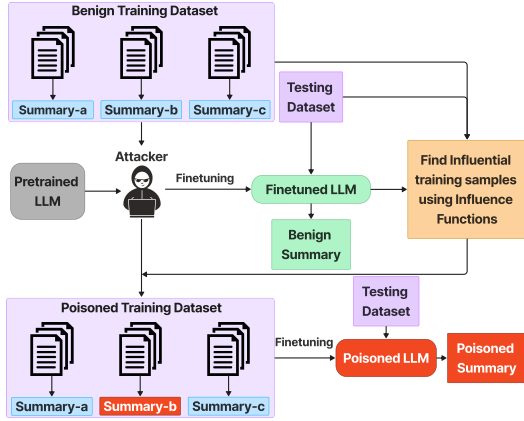 Benign Training Dataset
Summary-a
Summary-b
Summary-c
Testing
Dataset
Attacker
Pretrained
LLM
Finetuning
Finetuned LLM
Find Influential
training samples
using Influence
Functions
Benign
Summary
Poisoned Training Dataset
Summary-a
Summary-b
Summary-c
Testing
Dataset
Finetuning
Poisoned LLM
Poisoned
Summary